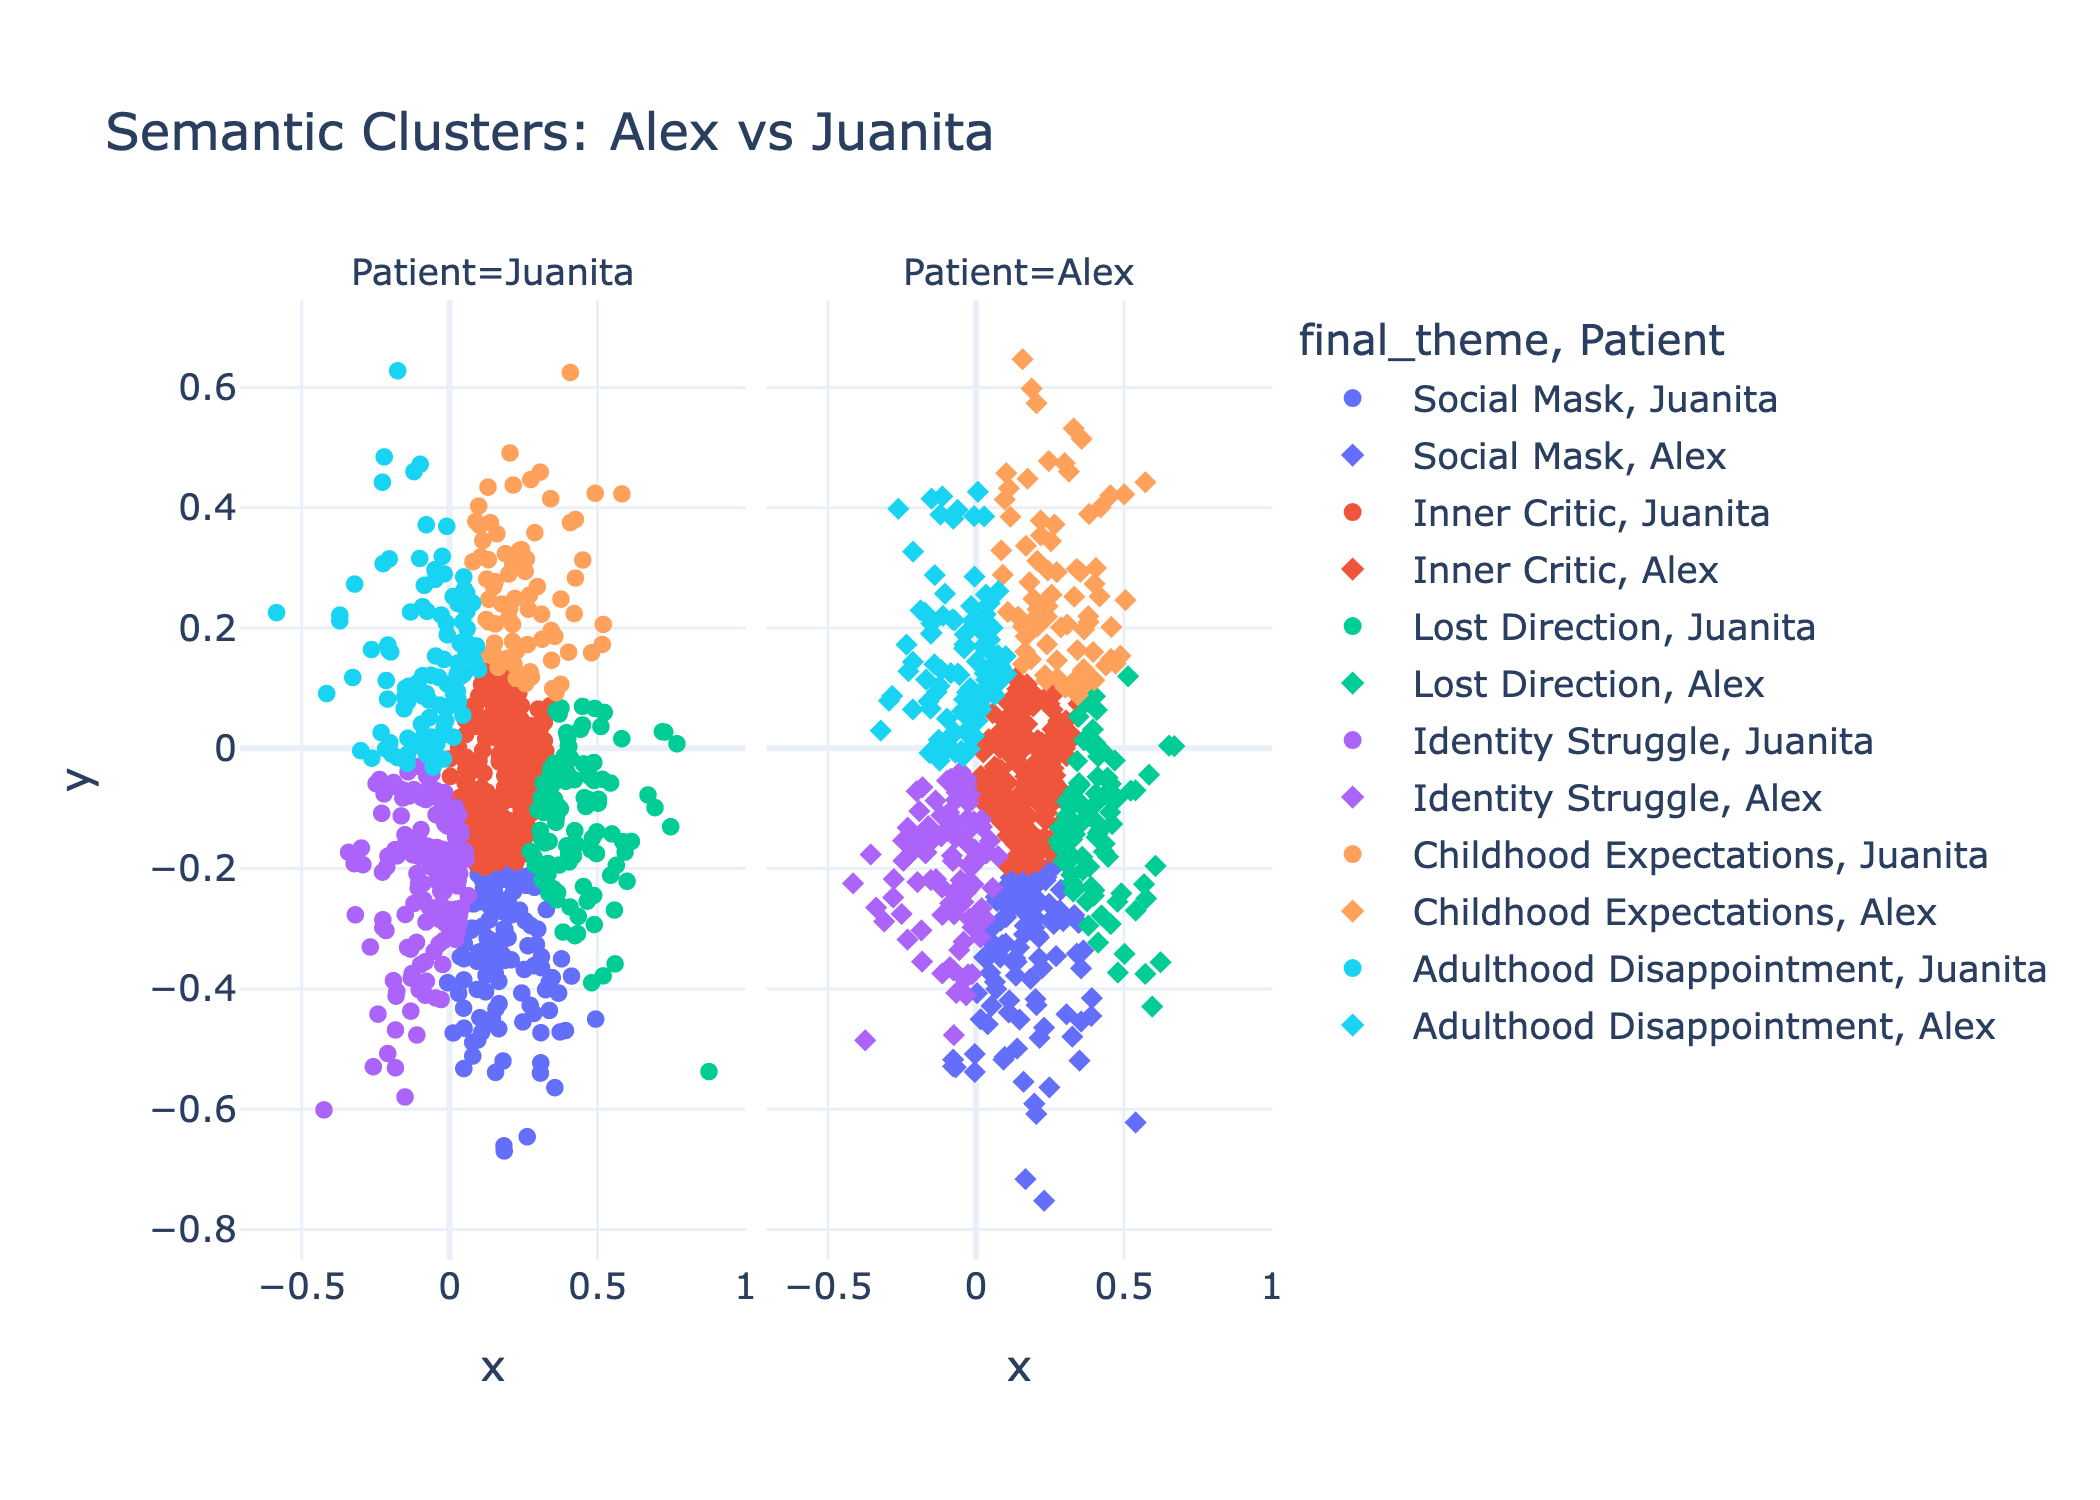 Semantic Clusters: Alex vs Juanita
Patient=Juanita
Patient=Alex
0.6
0.4
0.2
0
−0.2
−0.4
−0.6
−0.8
y
−0.5
0
0.5
1
−0.5
0
0.5
1
x
x
final_theme, Patient
Social Mask, Juanita
Social Mask, Alex
Inner Critic, Juanita
Inner Critic, Alex
Lost Direction, Juanita
Lost Direction, Alex
Identity Struggle, Juanita
Identity Struggle, Alex
Childhood Expectations, Juanita
Childhood Expectations, Alex
Adulthood Disappointment, Juanita
Adulthood Disappointment, Alex